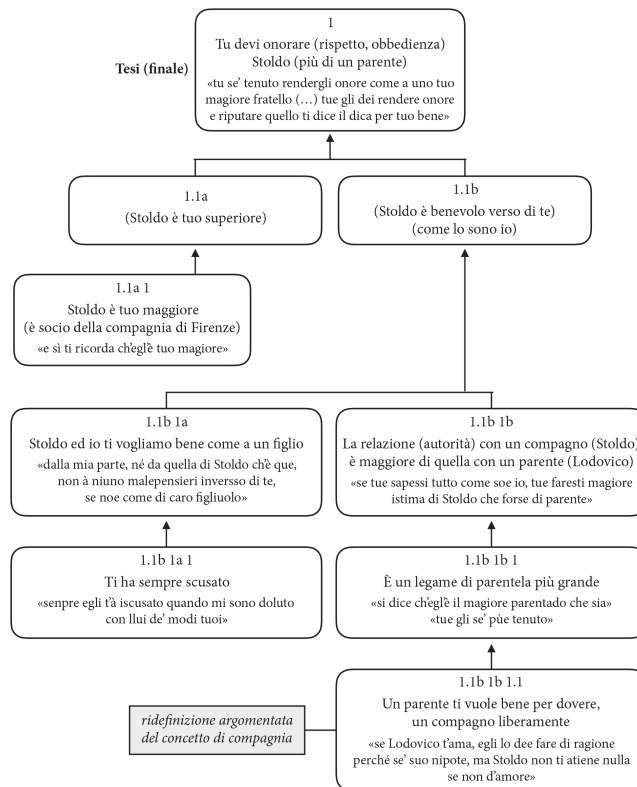 1
Tu devi onorare (rispetto, obbedienza)
Stoldo (più di un parente)
«tu se' tenuto rendergli onore come a uno tuo
magiore fratello (…) tue gli dei rendere onore
e riputare quello ti dice il dica per tuo bene»
Tesi (finale)
1.1a
(Stoldo è tuo superiore)
1.1b
(Stoldo è benevolo verso di te)
(come lo sono io)
1.1a 1
Stoldo è tuo maggiore
(è socio della compagnia di Firenze)
«e sì ti ricorda ch'egl'è tuo magiore»
1.1b 1a
Stoldo ed io ti vogliamo bene come a un figlio
«dalla mia parte, né da quella di Stoldo ch'è que,
non à niuno malepensieri inversso di te,
se noe come di caro figliuolo»
1.1b 1b
La relazione (autorità) con un compagno (Stoldo)
è maggiore di quella con un parente (Lodovico)
«se tue sapessi tutto come soe io, tue faresti magiore
istima di Stoldo che forse di parente»
1.1b 1a 1
Ti ha sempre scusato
«senpre egli t'à iscusato quando mi sono doluto
con llui de' modi tuoi»
1.1b 1b 1
È un legame di parentela più grande
«si dice ch'egl'è il magiore parentado che sia»
«tue gli se' pùe tenuto»
1.1b 1b 1.1
Un parente ti vuole bene per dovere,
un compagno liberamente
«se Lodovico t'ama, egli lo dee fare di ragione
perché se' suo nipote, ma Stoldo non ti atiene nulla
se non d'amore»
ridefinizione argomentata
del concetto di compagnia